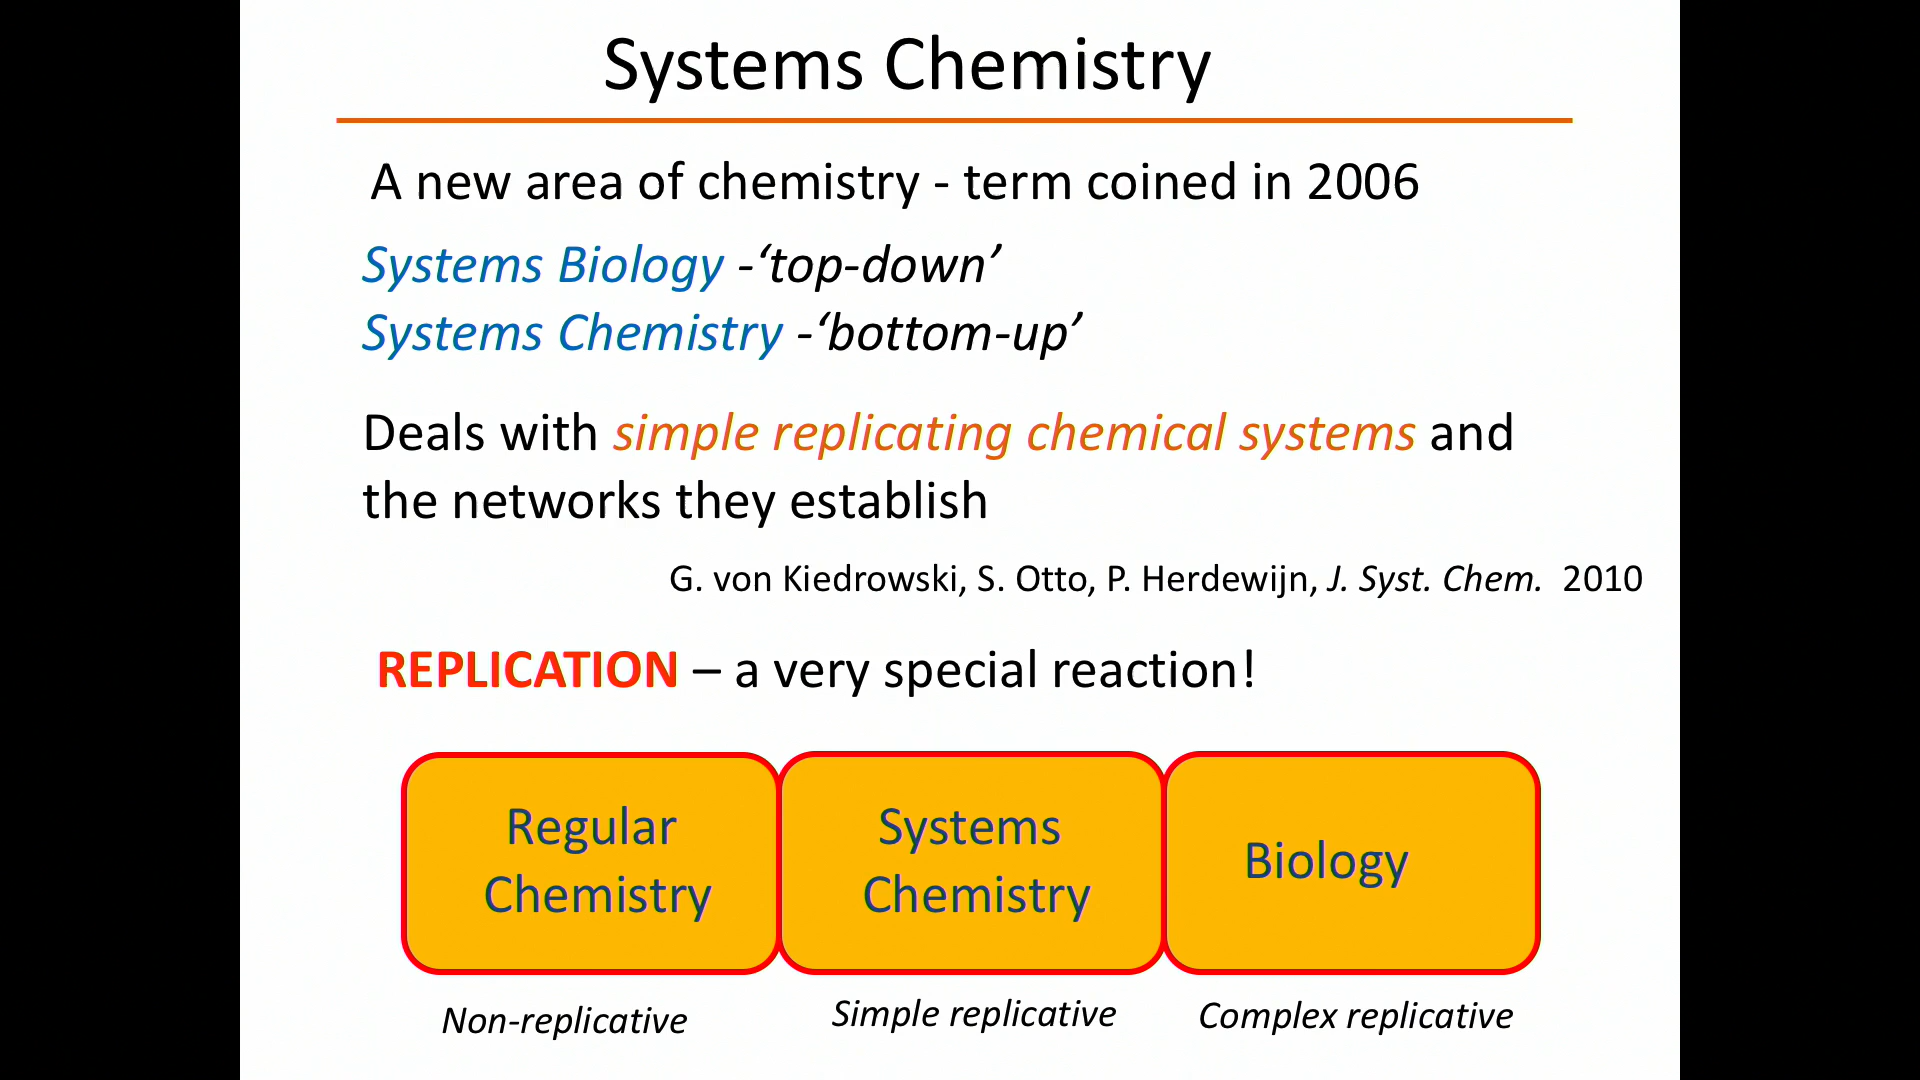 Systems Chemistry
A new area of chemistry - term coined in 2006
Systems Biology -‘top-down’
Systems Chemistry -‘bottom-up’
Deals with simple replicating chemical systems and
the networks they establish
G. von Kiedrowski, S. Otto, P. Herdewijn, J. Syst. Chem. 2010
REPLICATION – a very special reaction!
Regular
Chemistry
Systems
Chemistry
Biology
Non-replicative
Simple replicative
Complex replicative